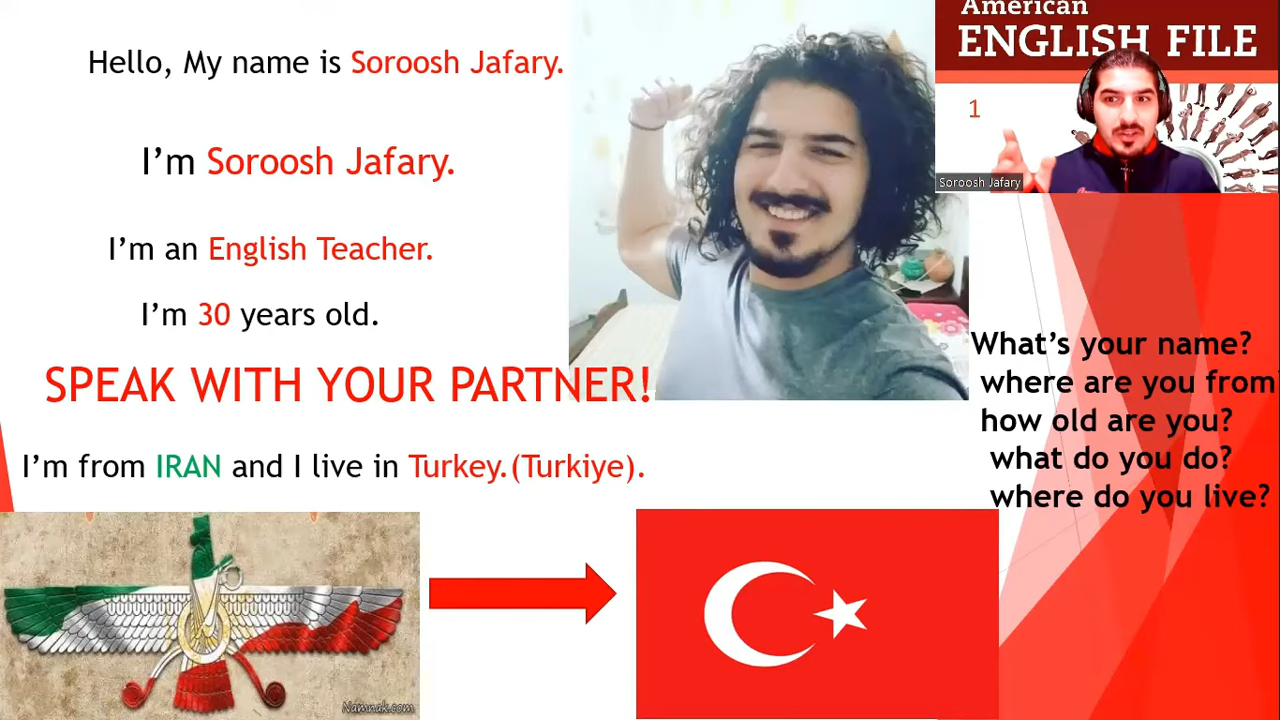 Hello, My name is Soroosh Jafary.
I'm Soroosh Jafary.
I'm an English Teacher.
I'm 30 years old.
SPEAK WITH YOUR PARTNER!
I'm from IRAN and I live in Turkey.(Turkiye).
American
ENGLISH FILE
1
Soroosh Jafary
What's your name?
where are you from
how old are you?
what do you do?
where do you live?
Namnak.com